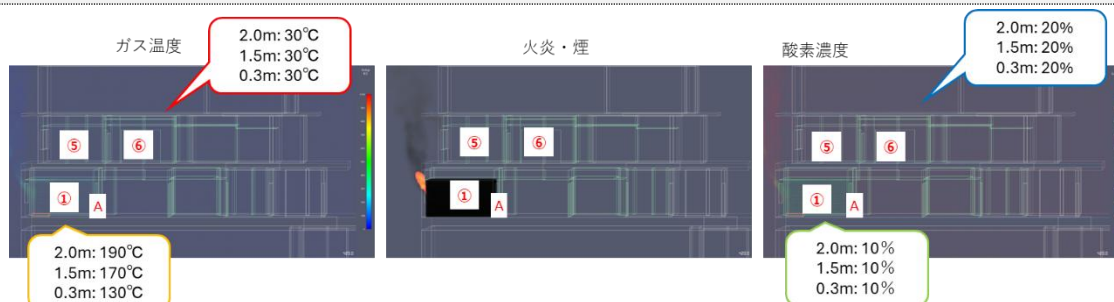 ガス温度
2.0m: 30℃
1.5m: 30℃
0.3m: 30℃
⑤
⑥
①
A
2.0m: 190℃
1.5m: 170℃
0.3m: 130℃
火炎・煙
⑤
⑥
①
A
酸素濃度
2.0m: 20%
1.5m: 20%
0.3m: 20%
⑤
⑥
①
A
2.0m: 10%
1.5m: 10%
0.3m: 10%